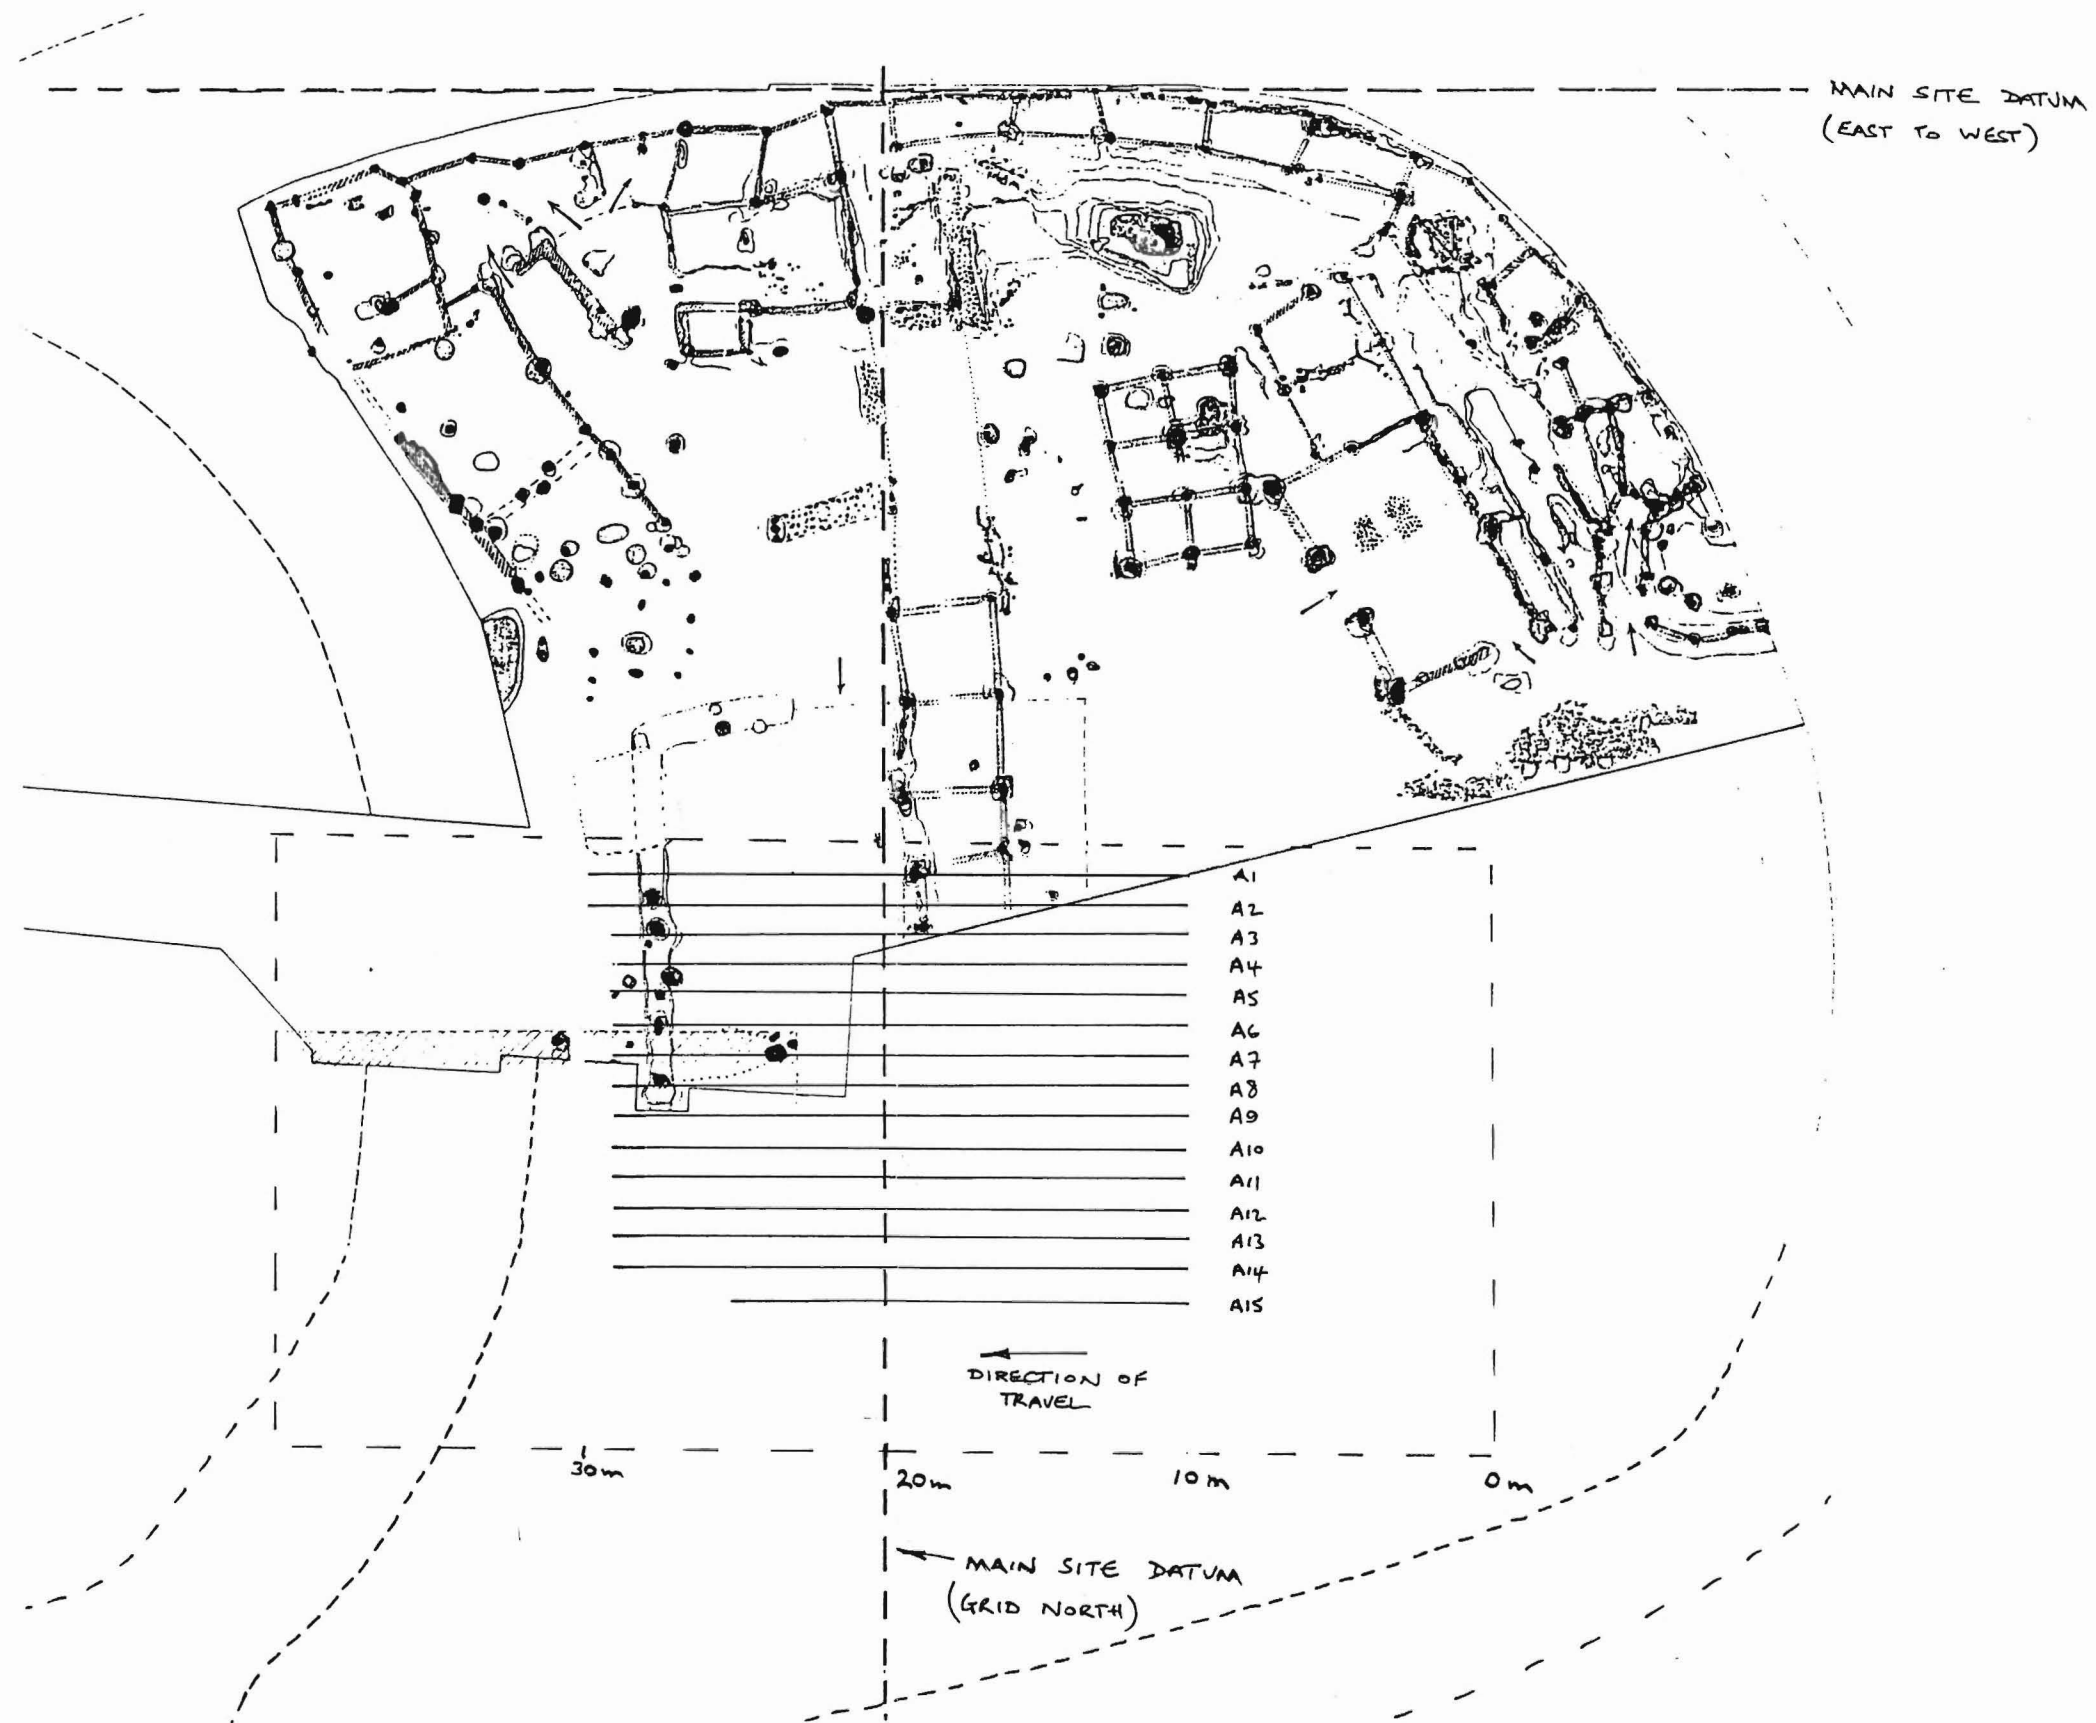 MAIN SITE DATUM
(EAST TO WEST)
A1
A2
A3
A4
A5
A6
A7
A8
A9
A10
A11
A12
A13
A14
A15
DIRECTION OF
TRAVEL
30m
20m
10m
0m
MAIN SITE DATUM
(GRID NORTH)